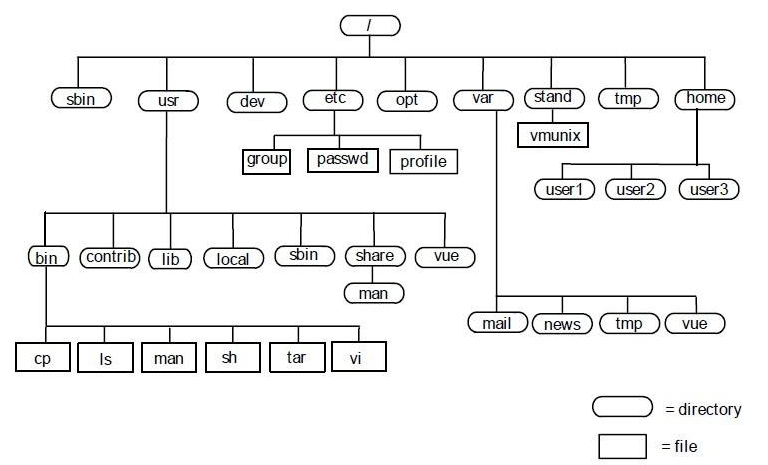 /
sbin usr dev etc opt var stand tmp home
vmunix
group passwd profile
user1 user2 user3
bin contrib lib local sbin share vue
man
mail news tmp vue
cp ls man sh tar vi
= directory
= file